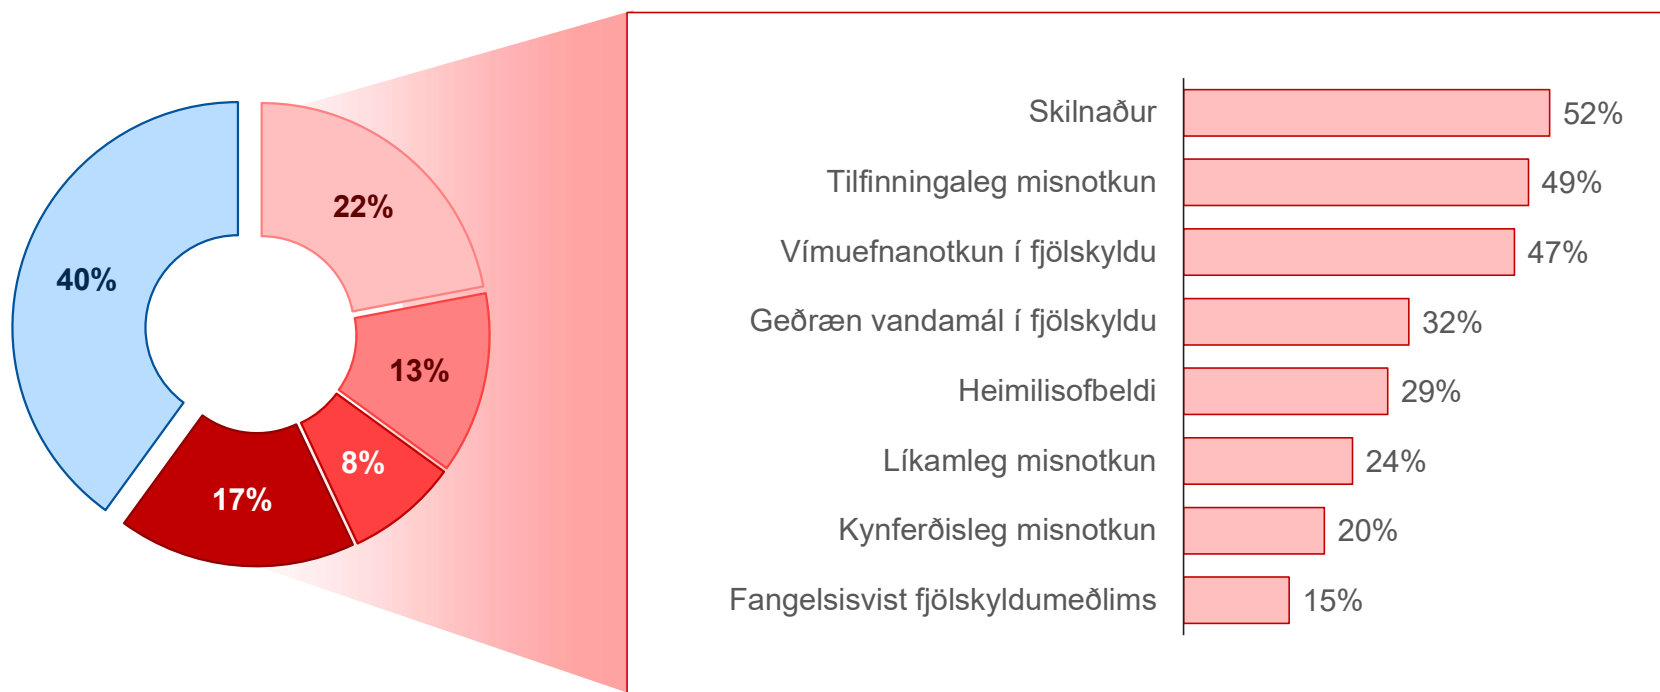 22%
40%
13%
8%
17%
Skilnaður 52%
Tilfinningaleg misnotkun 49%
Vímuefnanotkun í fjölskyldu 47%
Geðræn vandamál í fjölskyldu 32%
Heimilisofbeldi 29%
Líkamleg misnotkun 24%
Kynferðisleg misnotkun 20%
Fangelsisvist fjölskyldumeðlims 15%